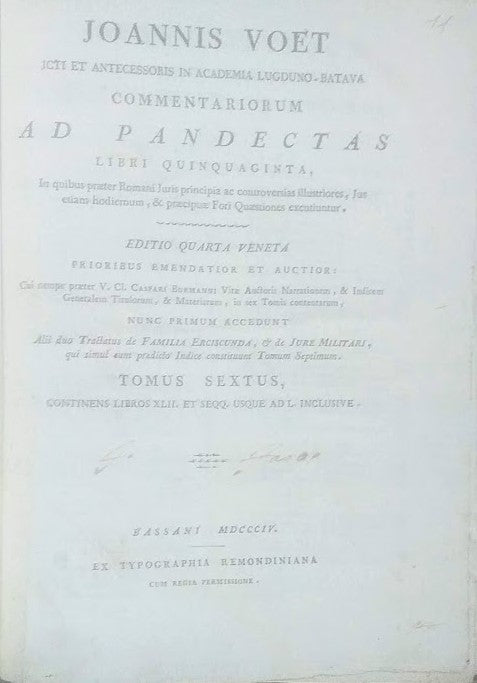 JOANNIS VOET
JCTI ET ANTECESSORIS IN ACADEMIA LUGDUNO-BATAVA
COMMENTARIORUM
AD PANDECTAS
LIBRI QUINQUAGINTA,
In quibus præter Romani Juris principia ac controversias illustriores, Jus
etiam hodiernum, & præcipuæ Fori Quæstiones excutiuntur.
EDITIO QUARTA VENETA
PRIORIBUS EMENDATIOR ET AUCTIOR:
Cui nempe præter V. Cl. CASPARI BURMANNI Vitæ Auctoris Narrationem, & Indicem
Generalem Titulorum, & Materiarum, in sex Tomis contentarum,
NUNC PRIMUM ACCEDUNT
Alii duo Tractatus de FAMILIA ERCISCUNDA, & de JURE MILITARI,
qui simul cum prædicto Indice constituunt Tomum Septimum.
TOMUS SEXTUS,
CONTINENS LIBROS XLII. ET SEQQ. USQUE AD L. INCLUSIVE.
BASSANI MDCCCIV.
EX TYPOGRAPHIA REMONDINIANA
CUM REGIA PERMISSIONE.